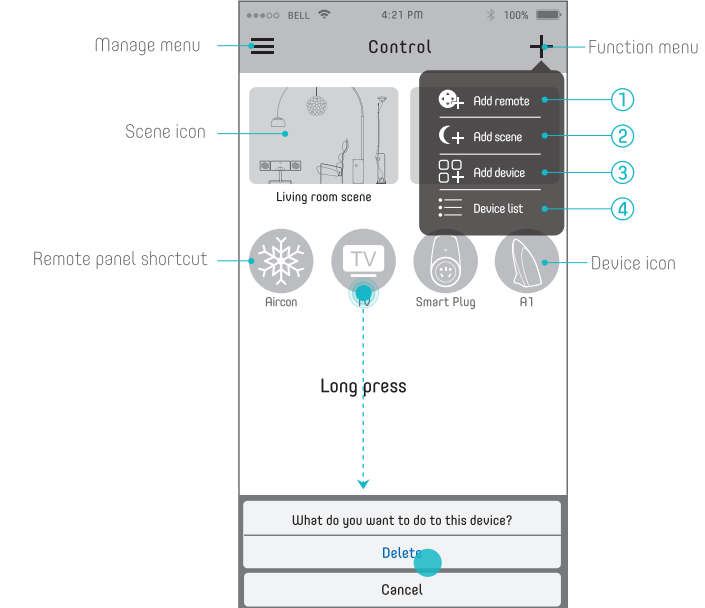 BELL 4:21 PM 100%
Manage menu
Control
Function menu
Add remote
1
Scene icon
Add scene
2
Add device
3
Living room scene
Device list
4
Remote panel shortcut
TV
Device icon
Aircon
TV
Smart Plug
A1
Long press
What do you want to do to this device?
Delete
Cancel